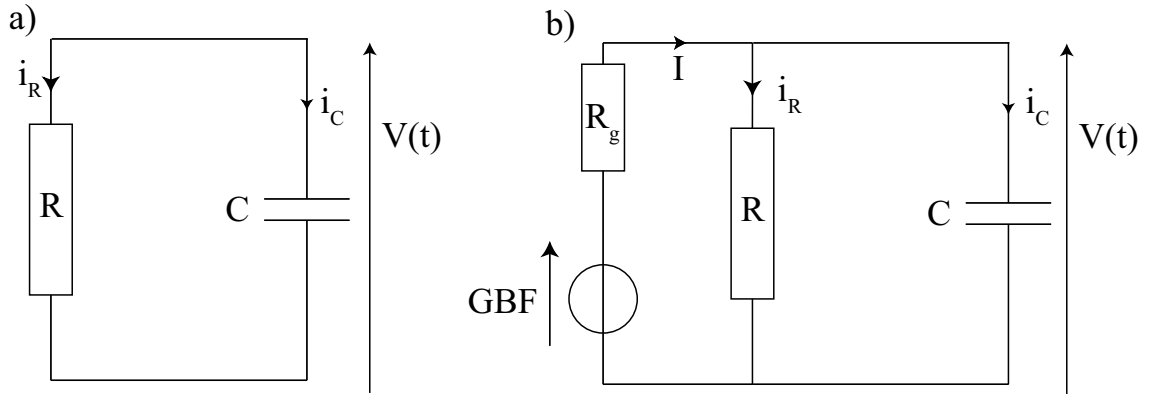 a)
i_R
i_C
V(t)
R
C
b)
I
R_g
i_R
i_C
V(t)
R
C
GBF